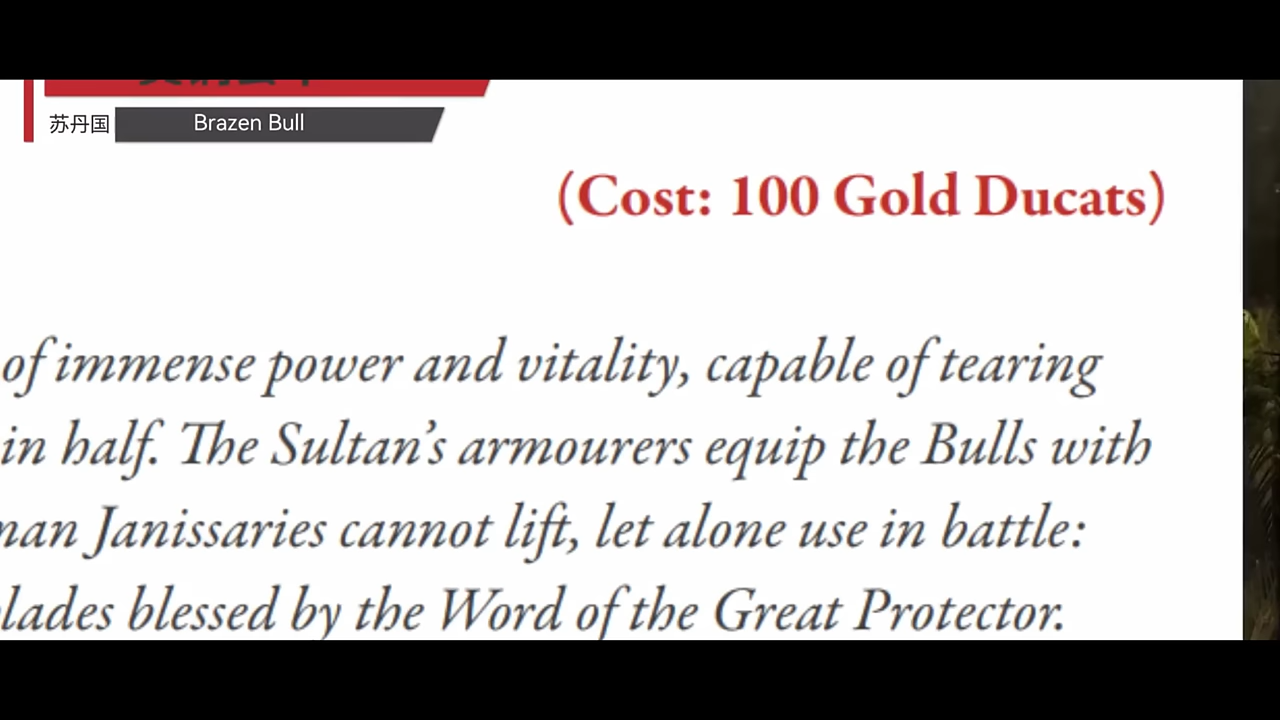 苏丹国 Brazen Bull
(Cost: 100 Gold Ducats)
of immense power and vitality, capable of tearing
in half. The Sultan’s armourers equip the Bulls with
Janissaries cannot lift, let alone use in battle:
blessed by the Word of the Great Protector.